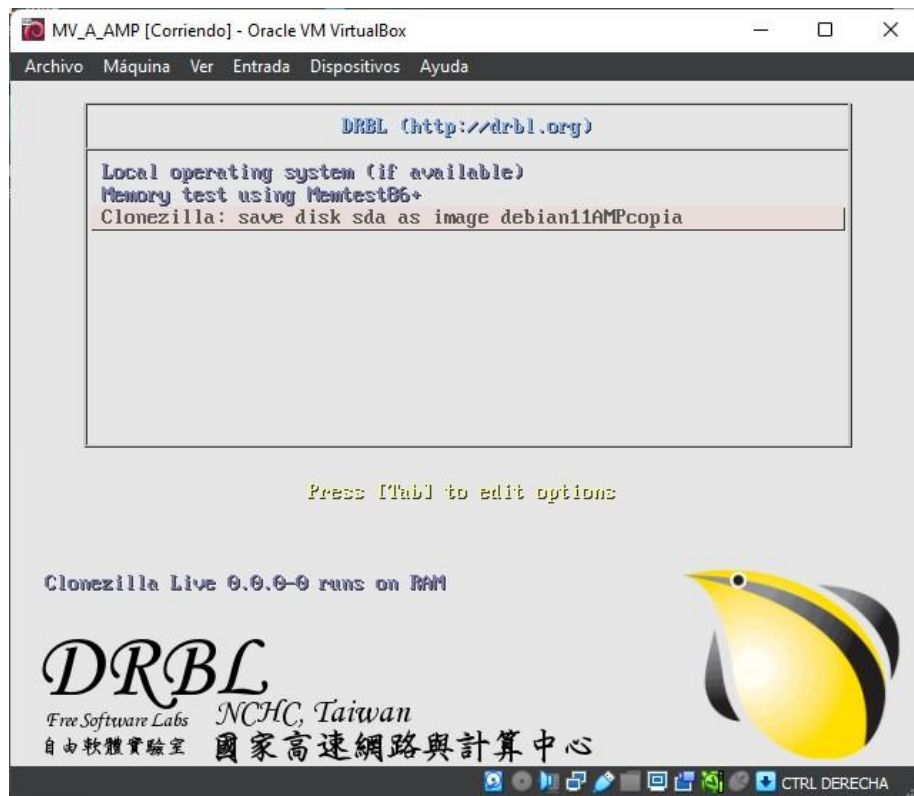 MV_A_AMP [Corriendo] - Oracle VM VirtualBox
Archivo Máquina Ver Entrada Dispositivos Ayuda
DRBL (http://drbl.org)
Local operating system (if available)
Memory test using Memtest86+
Clonezilla: save disk sda as image debian11AMPcopia
Press [Tab] to edit options
Clonezilla Live 0.0.0-0 runs on RAM
DRBL
Free Software Labs NCHC, Taiwan
自由軟體實驗室 國家高速網路與計算中心
CTRL DERECHA